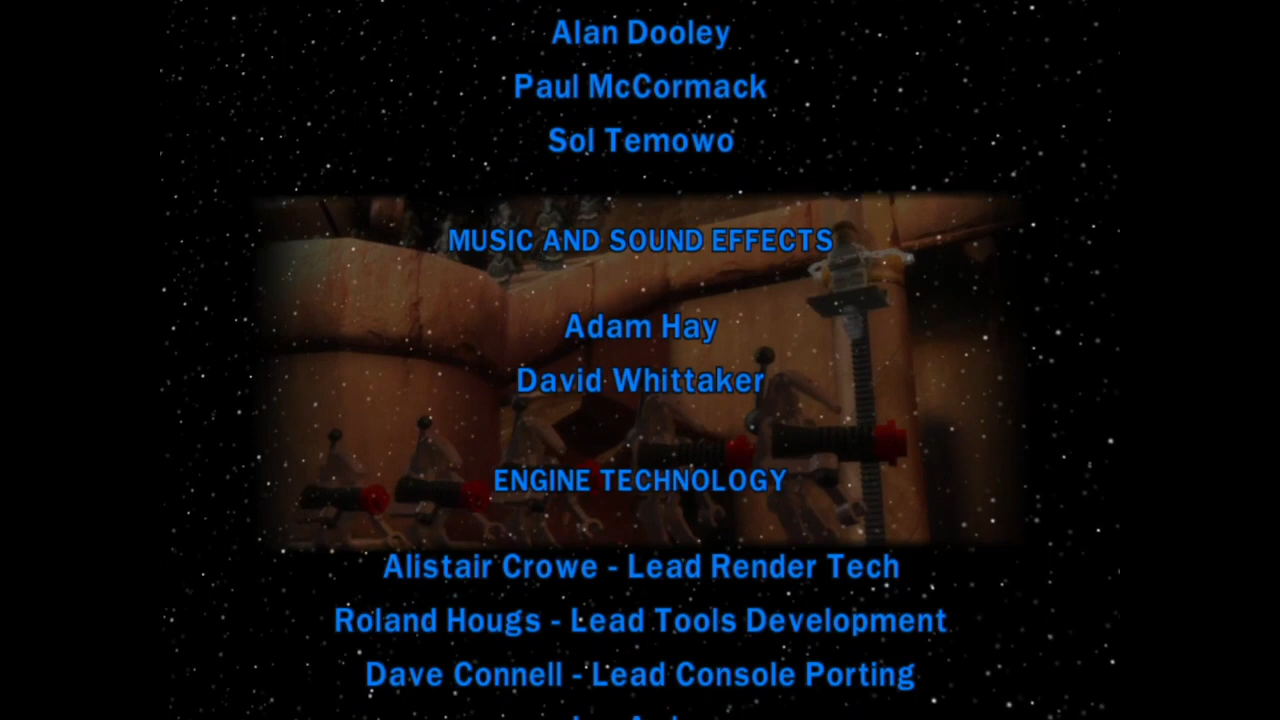 Alan Dooley
Paul McCormack
Sol Temowo
MUSIC AND SOUND EFFECTS
Adam Hay
David Whittaker
ENGINE TECHNOLOGY
Alistair Crowe - Lead Render Tech
Roland Hougs - Lead Tools Development
Dave Connell - Lead Console Porting